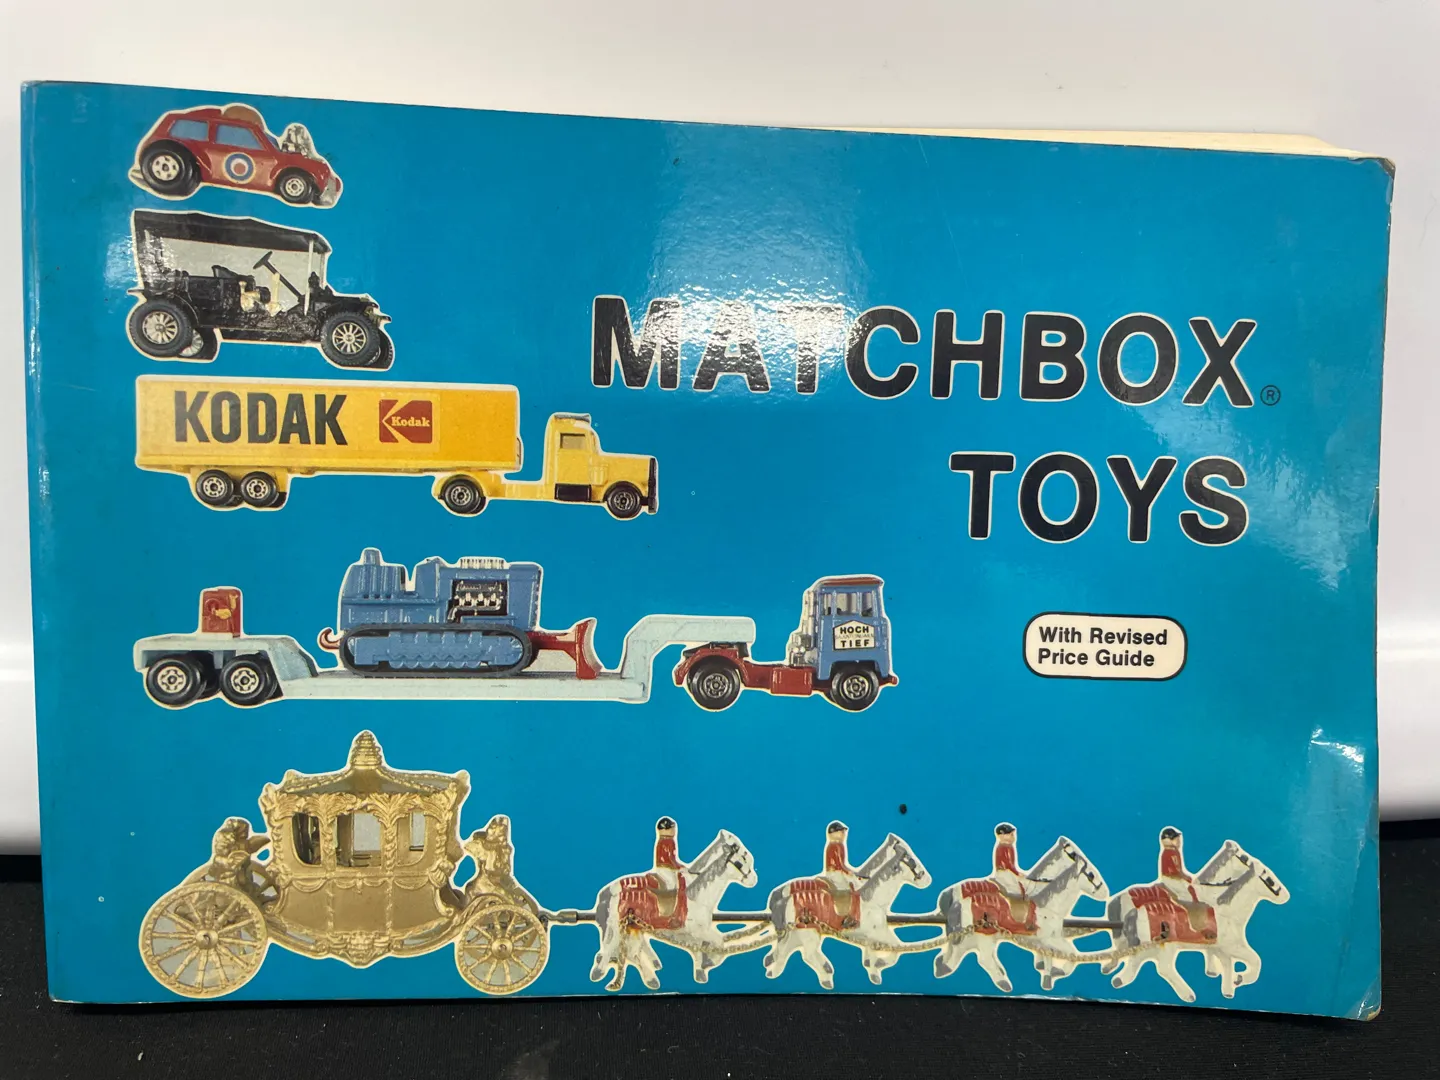 MATCHBOX®
TOYS
KODAK
Kodak
HOCH
TIEF
With Revised
Price Guide